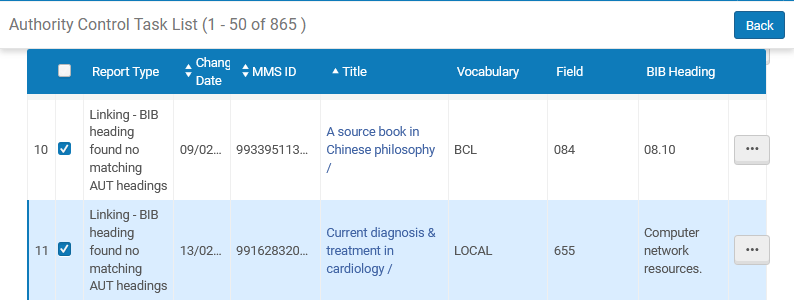 Authority Control Task List (1 - 50 of 865 )
Back
Report Type
Chang
Date
MMS ID
Title
Vocabulary
Field
BIB Heading
10
Linking - BIB
heading
found no
matching
AUT headings
09/02...
993395113...
A source book in
Chinese philosophy
/
BCL
084
08.10
...
11
Linking - BIB
heading
found no
matching
AUT headings
13/02...
991628320...
Current diagnosis &
treatment in
cardiology /
LOCAL
655
Computer
network
resources.
...